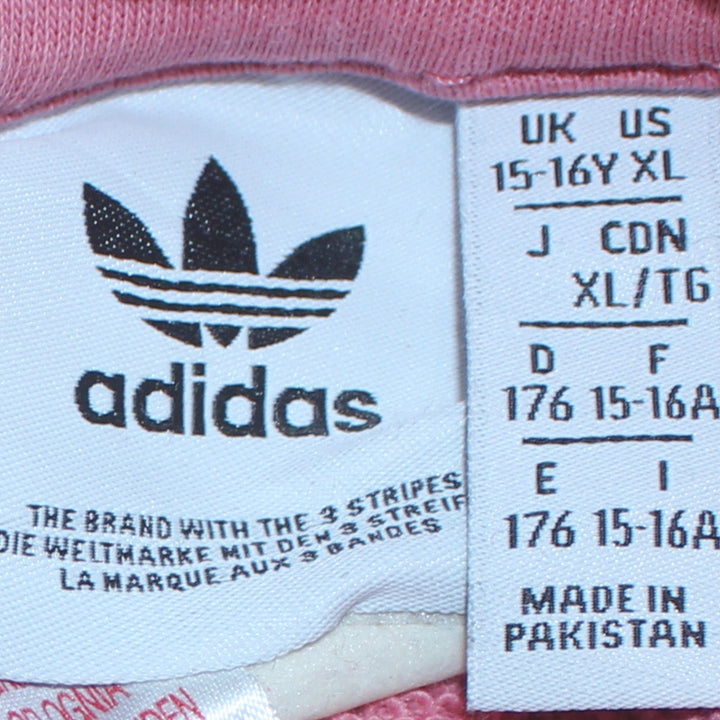 adidas
THE BRAND WITH THE 3 STRIPES
DIE WELTMARKE MIT DEN 3 STREIF
LA MARQUE AUX 3 BANDES
UK US
15-16Y XL
J CDN
XL/TG
D F
176 15-16A
E I
176 15-16A
MADE IN
PAKISTAN